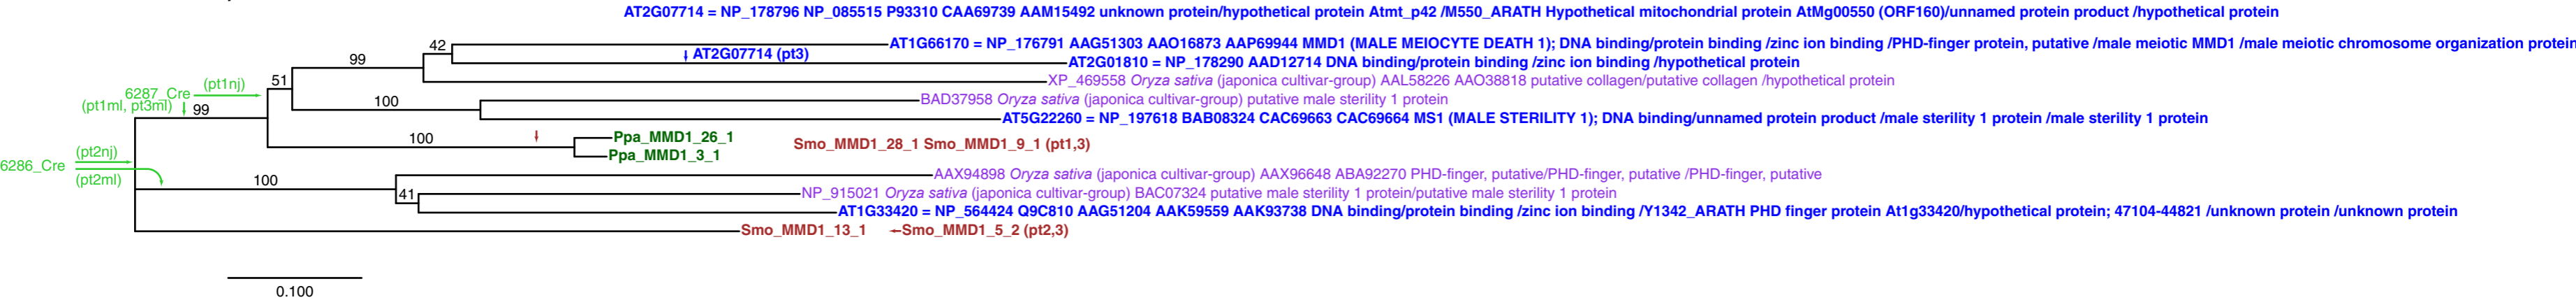 AT2G07714 = NP_178796 NP_085515 P93310 CAA69739 AAM15492 unknown protein/hypothetical protein Atmt_p42 /M550_ARATH Hypothetical mitochondrial protein AtMg00550 (ORF160)/unnamed protein product /hypothetical protein
42
AT1G66170 = NP_176791 AAG51303 AAO16873 AAP69944 MMD1 (MALE MEIOCYTE DEATH 1); DNA binding/protein binding /zinc ion binding /PHD-finger protein, putative /male meiotic MMD1 /male meiotic chromosome organization protein
AT2G07714 (pt3)
99
AT2G01810 = NP_178290 AAD12714 DNA binding/protein binding /zinc ion binding /hypothetical protein
51
XP_469558 Oryza sativa (japonica cultivar-group) AAL58226 AAO38818 putative collagen/putative collagen /hypothetical protein
(pt1nj)
6287_Cre
(pt1ml, pt3ml)
99
100
BAD37958 Oryza sativa (japonica cultivar-group) putative male sterility 1 protein
AT5G22260 = NP_197618 BAB08324 CAC69663 CAC69664 MS1 (MALE STERILITY 1); DNA binding/unnamed protein product /male sterility 1 protein /male sterility 1 protein
100
Ppa_MMD1_26_1
Smo_MMD1_28_1 Smo_MMD1_9_1 (pt1,3)
Ppa_MMD1_3_1
(pt2nj)
6286_Cre
(pt2ml)
100
AAX94898 Oryza sativa (japonica cultivar-group) AAX96648 ABA92270 PHD-finger, putative/PHD-finger, putative /PHD-finger, putative
41
NP_915021 Oryza sativa (japonica cultivar-group) BAC07324 putative male sterility 1 protein/putative male sterility 1 protein
AT1G33420 = NP_564424 Q9C810 AAG51204 AAK59559 AAK93738 DNA binding/protein binding /zinc ion binding /Y1342_ARATH PHD finger protein At1g33420/hypothetical protein; 47104-44821 /unknown protein /unknown protein
Smo_MMD1_13_1
Smo_MMD1_5_2 (pt2,3)
0.100